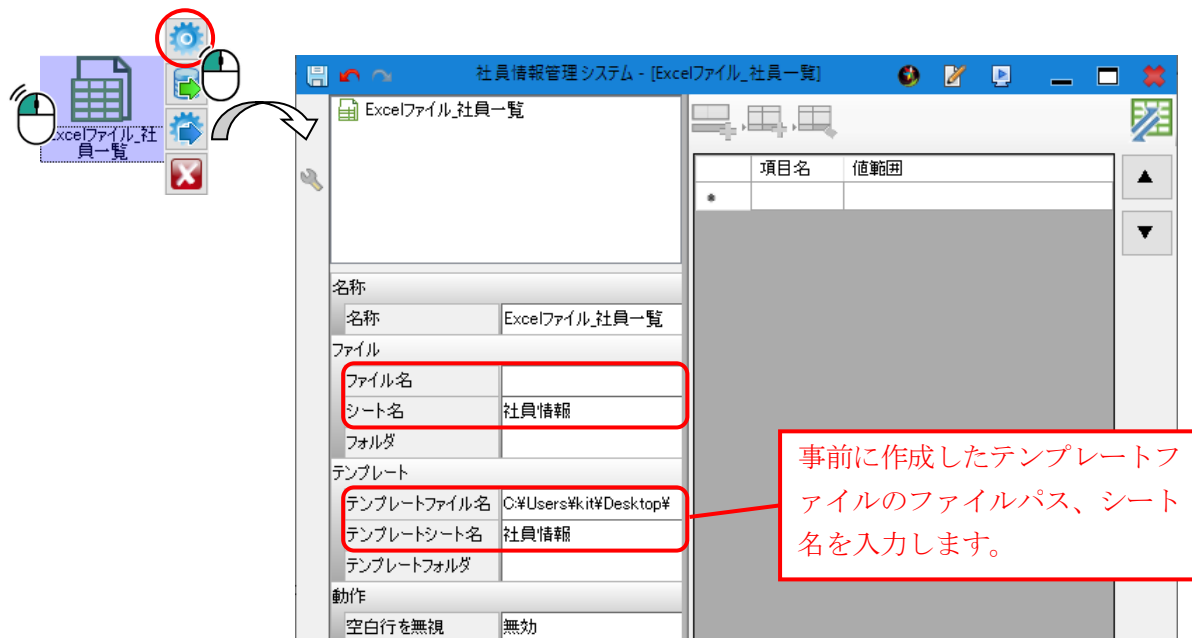 Excelファイル_社
員一覧
社員情報管理システム - [Excelファイル_社員一覧]
Excelファイル_社員一覧
項目名 値範囲
*
名称
名称 Excelファイル_社員一覧
ファイル
ファイル名
シート名 社員情報
フォルダ
テンプレート
テンプレートファイル名 C:¥Users¥kit¥Desktop¥
テンプレートシート名 社員情報
テンプレートフォルダ
動作
空白行を無視 無効
事前に作成したテンプレートフ
ァイルのファイルパス、シート
名を入力します。